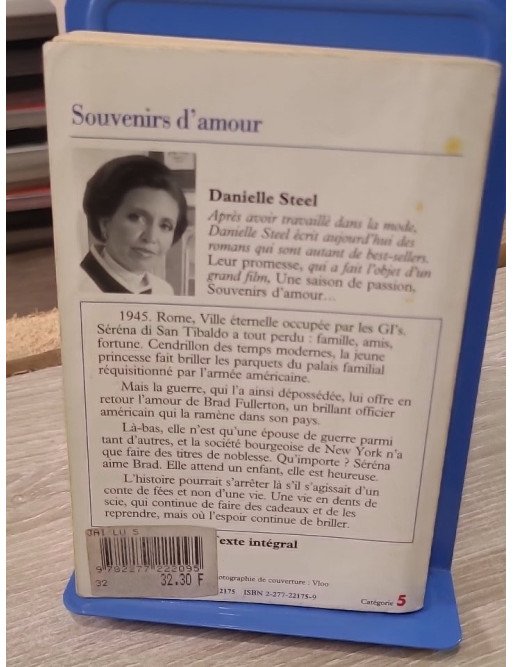 Souvenirs d'amour
Danielle Steel
Après avoir travaillé dans la mode,
Danielle Steel écrit aujourd'hui des
romans qui sont autant de best-sellers.
Leur promesse, qui a fait l'objet d'un
grand film, Une saison de passion,
Souvenirs d'amour...
1945. Rome, Ville éternelle occupée par les GI's.
Séréna di San Tibaldo a tout perdu : famille, amis,
fortune. Cendrillon des temps modernes, la jeune
princesse fait briller les parquets du palais familial
réquisitionné par l'armée américaine.
Mais la guerre, qui l'a ainsi dépossédée, lui offre en
retour l'amour de Brad Fullerton, un brillant officier
américain qui la ramène dans son pays.
Là-bas, elle n'est qu'une épouse de guerre parmi
tant d'autres, et la société bourgeoise de New York n'a
que faire des titres de noblesse. Qu'importe ? Séréna
aime Brad. Elle attend un enfant, elle est heureuse.
L'histoire pourrait s'arrêter là s'il s'agissait d'un
conte de fées et non d'une vie. Une vie en dents de
scie, qui continue de faire des cadeaux et de les
reprendre, mais où l'espoir continue de briller.
JAI LU 5
9782277222095
32 32.30 F
Texte intégral
otographie de couverture : Vloo
2175 ISBN 2-277-22175-9
Catégorie 5